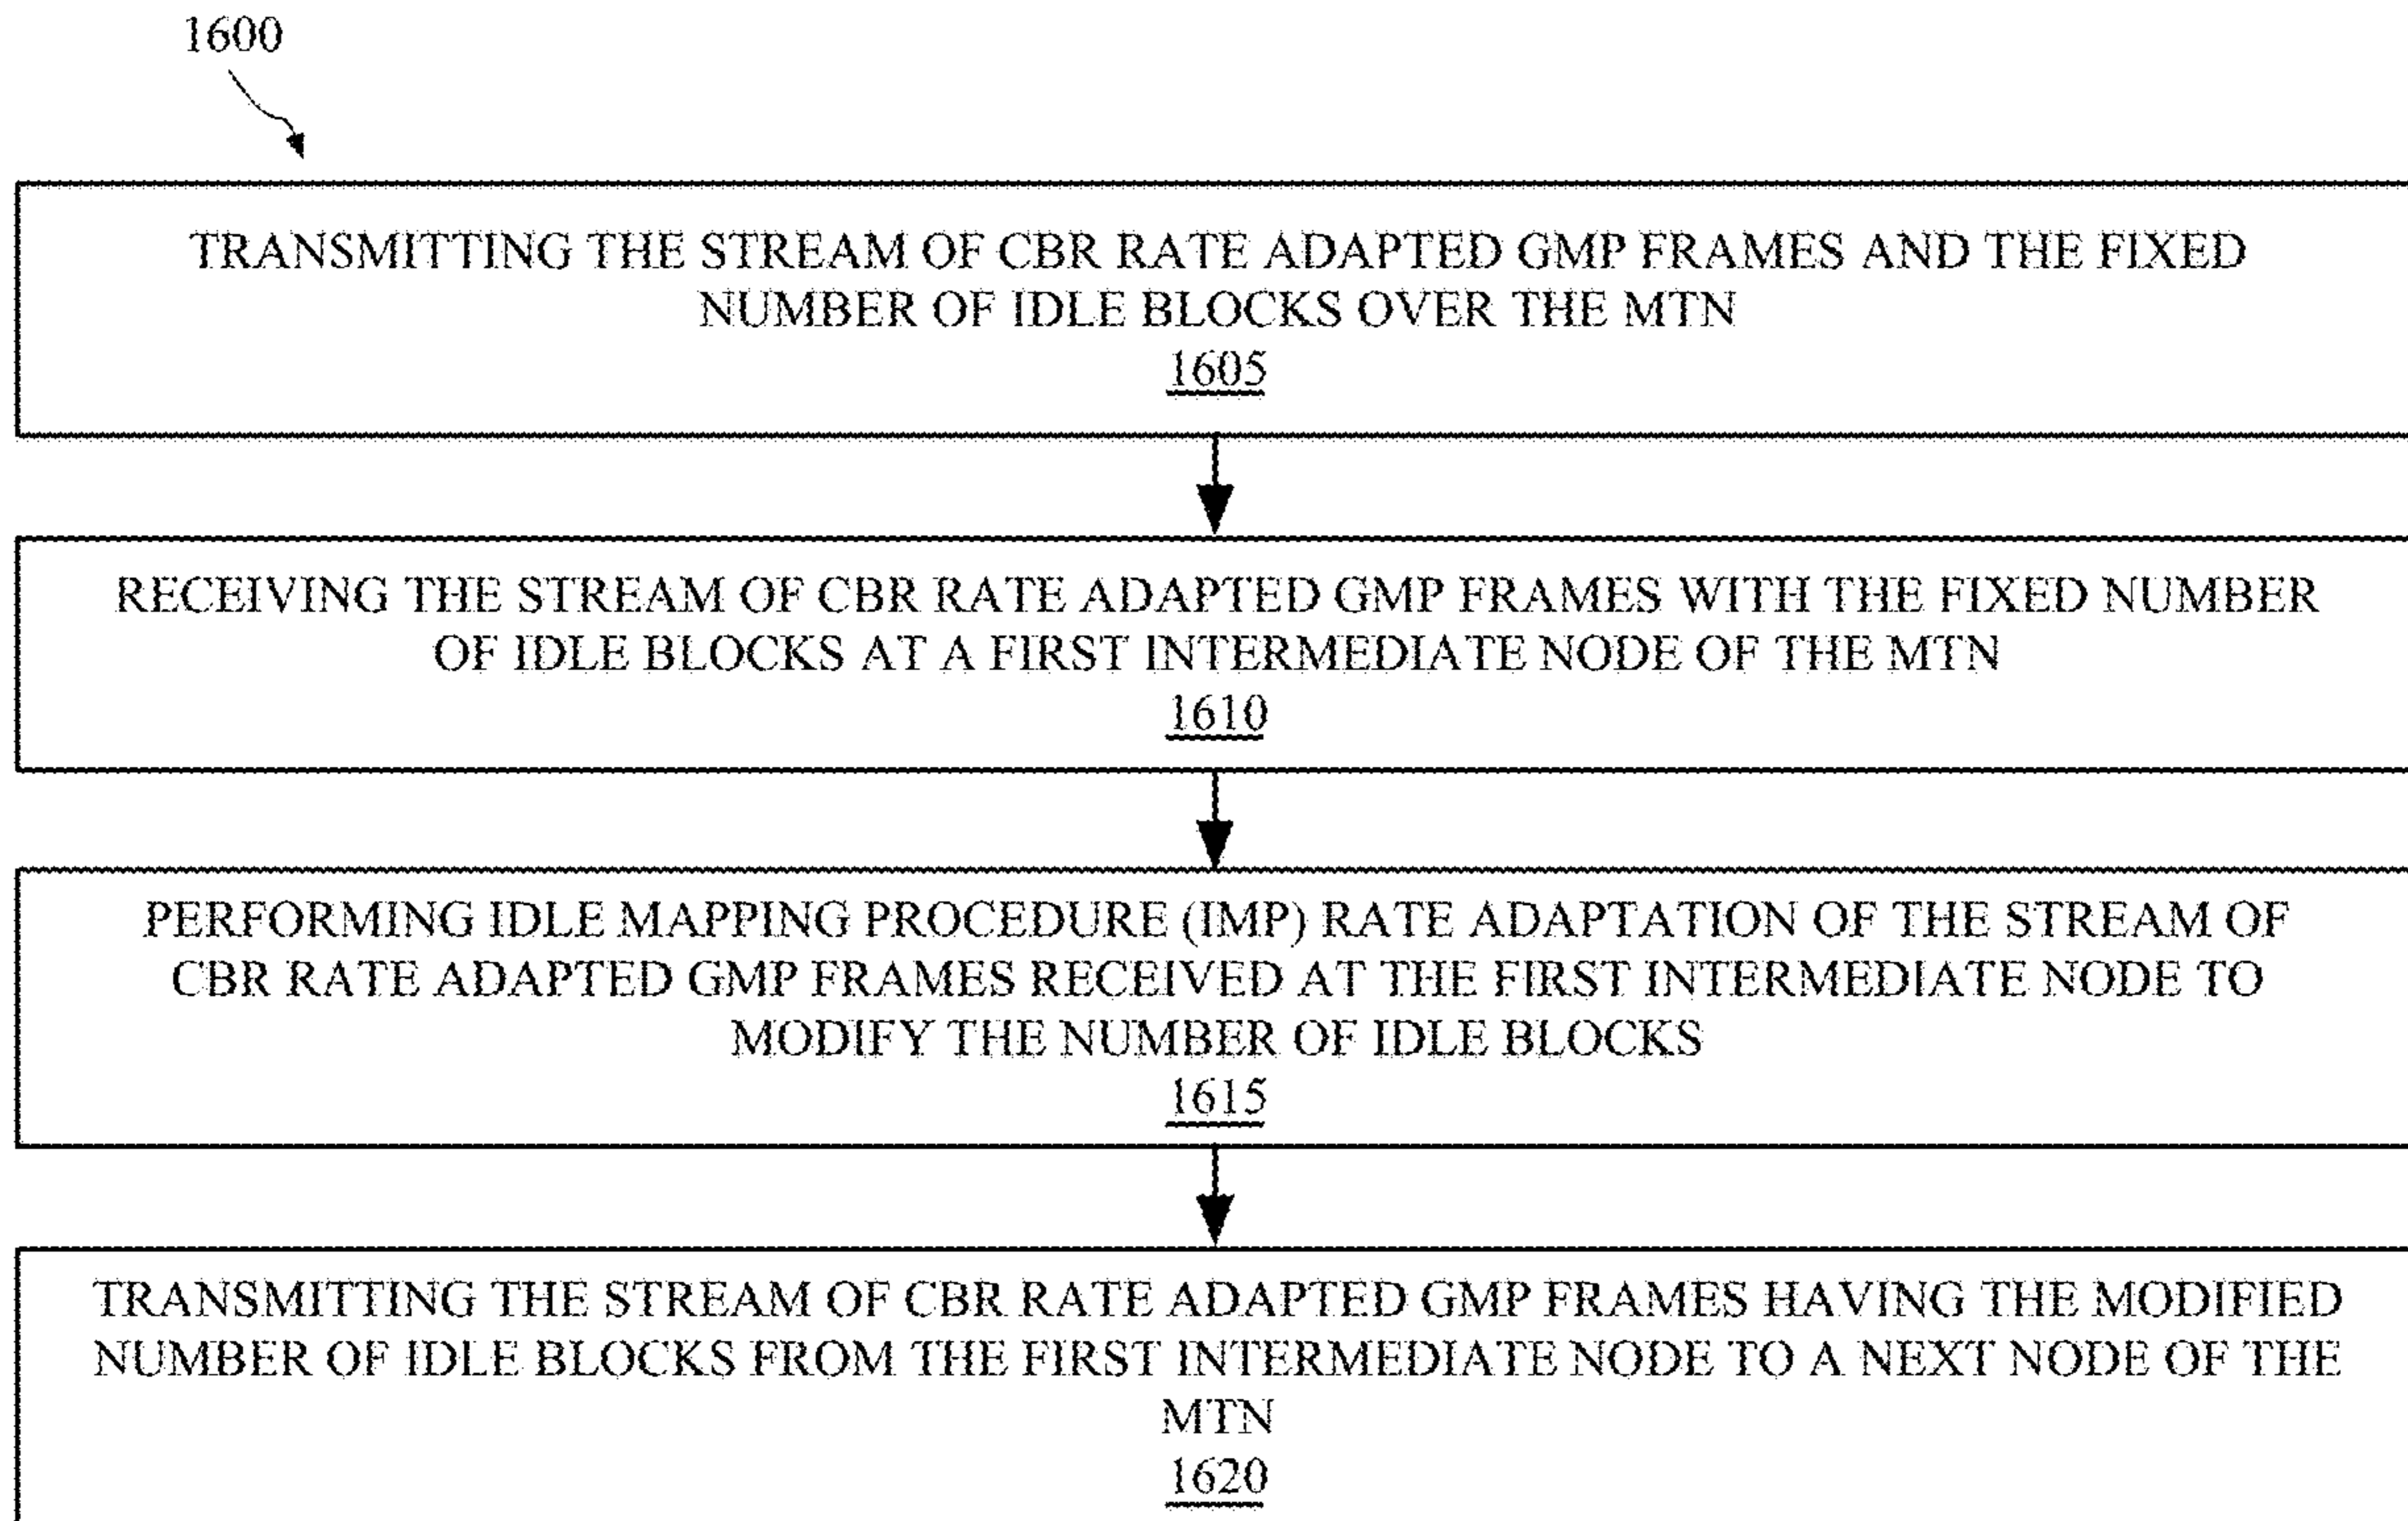 1600
TRANSMITTING THE STREAM OF CBR RATE ADAPTED GMP FRAMES AND THE FIXED
NUMBER OF IDLE BLOCKS OVER THE MTN
1605
RECEIVING THE STREAM OF CBR RATE ADAPTED GMP FRAMES WITH THE FIXED NUMBER
OF IDLE BLOCKS AT A FIRST INTERMEDIATE NODE OF THE MTN
1610
PERFORMING IDLE MAPPING PROCEDURE (IMP) RATE ADAPTATION OF THE STREAM OF
CBR RATE ADAPTED GMP FRAMES RECEIVED AT THE FIRST INTERMEDIATE NODE TO
MODIFY THE NUMBER OF IDLE BLOCKS
1615
TRANSMITTING THE STREAM OF CBR RATE ADAPTED GMP FRAMES HAVING THE MODIFIED
NUMBER OF IDLE BLOCKS FROM THE FIRST INTERMEDIATE NODE TO A NEXT NODE OF THE
MTN
1620